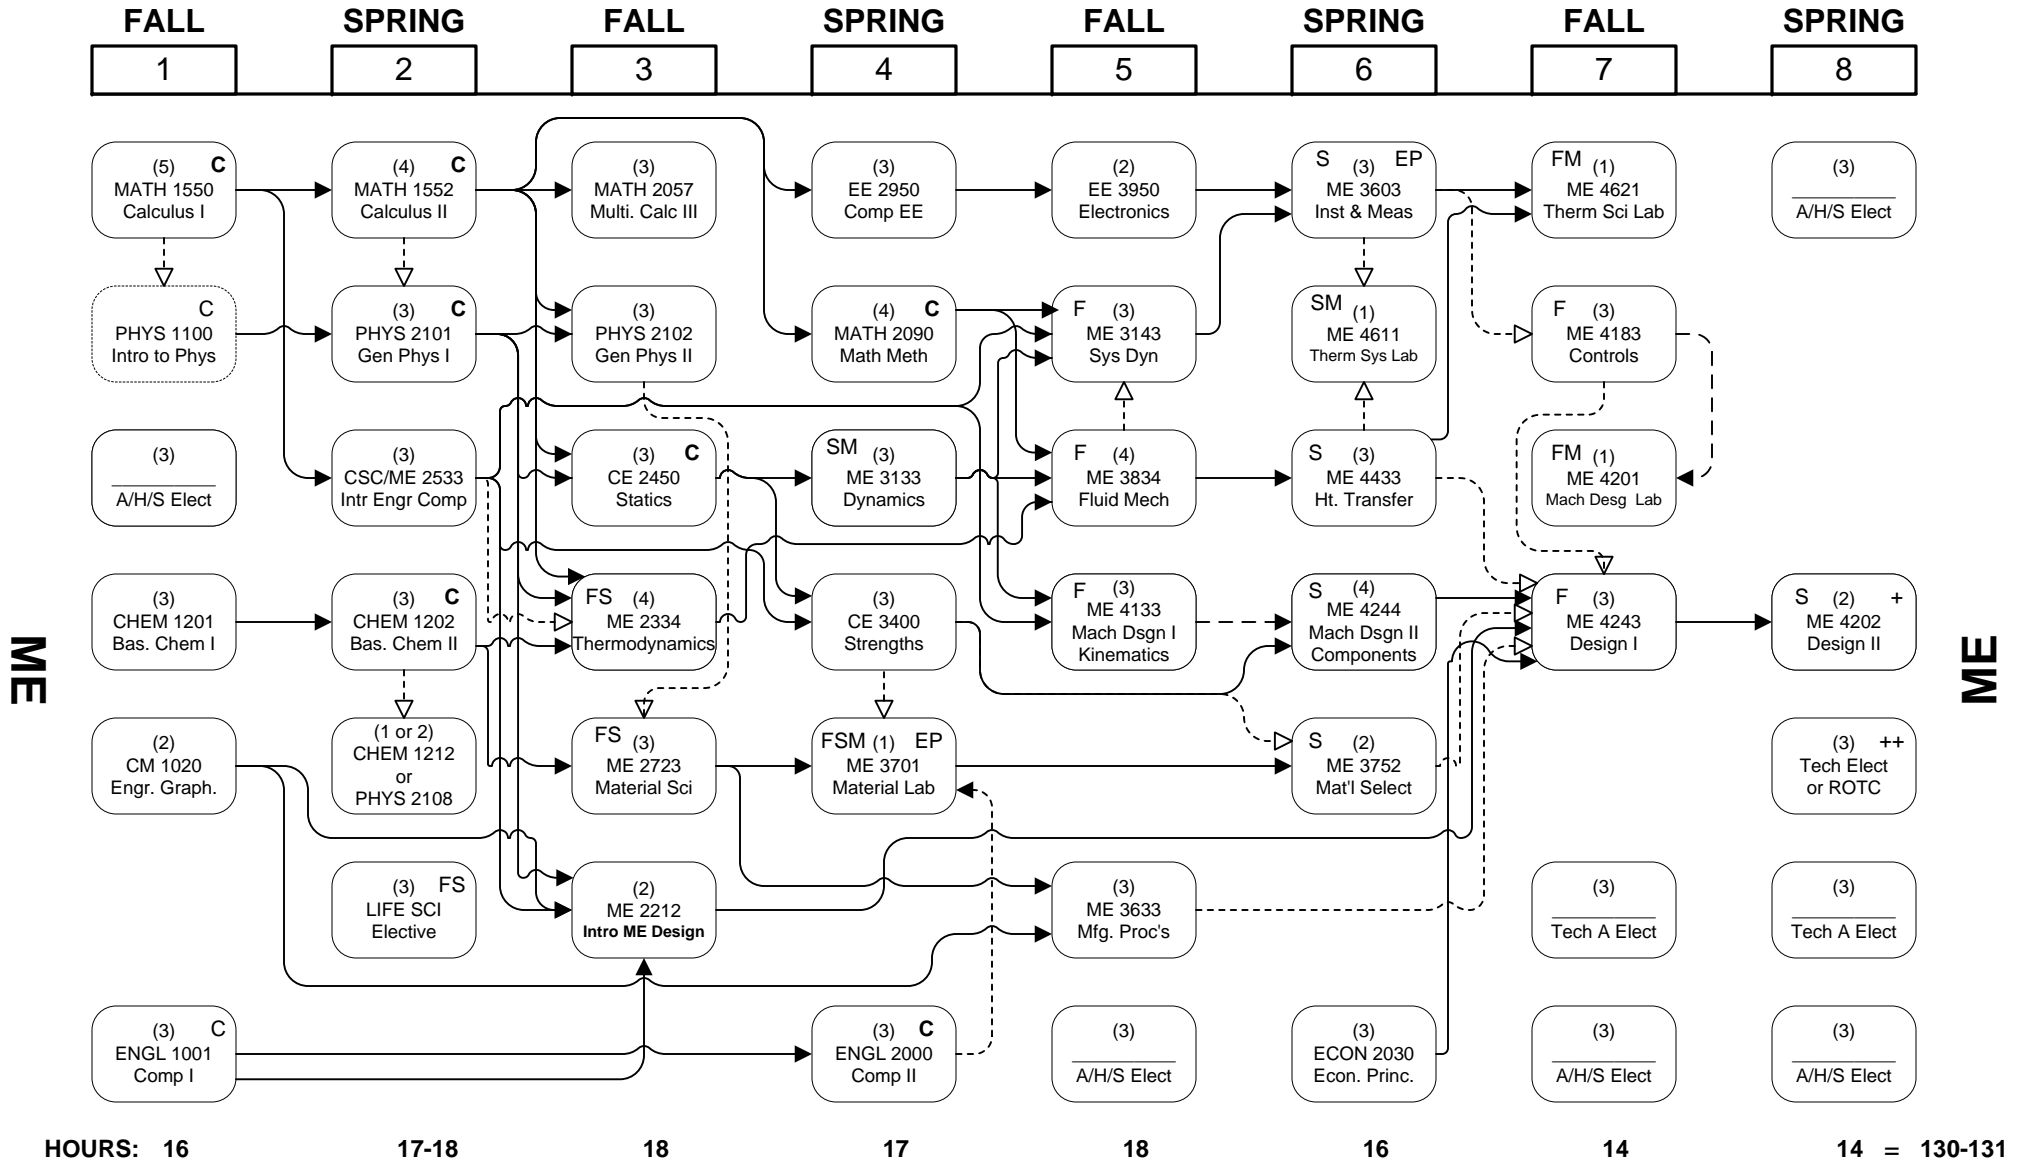 FALL SPRING FALL SPRING FALL SPRING FALL SPRING
1 2 3 4 5 6 7 8
(5) C
MATH 1550
Calculus I
(4) C
MATH 1552
Calculus II
(3)
MATH 2057
Multi. Calc III
(3)
EE 2950
Comp EE
(2)
EE 3950
Electronics
S (3) EP
ME 3603
Inst & Meas
FM (1)
ME 4621
Therm Sci Lab
(3)
A/H/S Elect
C
PHYS 1100
Intro to Phys
(3) C
PHYS 2101
Gen Phys I
(3)
PHYS 2102
Gen Phys II
(4) C
MATH 2090
Math Meth
F (3)
ME 3143
Sys Dyn
SM (1)
ME 4611
Therm Sys Lab
F (3)
ME 4183
Controls
(3)
A/H/S Elect
(3)
CSC/ME 2533
Intr Engr Comp
(3) C
CE 2450
Statics
SM (3)
ME 3133
Dynamics
F (4)
ME 3834
Fluid Mech
S (3)
ME 4433
Ht. Transfer
FM (1)
ME 4201
Mach Desg Lab
ME
(3)
CHEM 1201
Bas. Chem I
(3) C
CHEM 1202
Bas. Chem II
FS (4)
ME 2334
Thermodynamics
(3)
CE 3400
Strengths
F (3)
ME 4133
Mach Dsgn I
Kinematics
S (4)
ME 4244
Mach Dsgn II
Components
F (3)
ME 4243
Design I
S (2) +
ME 4202
Design II
ME
(2)
CM 1020
Engr. Graph.
(1 or 2)
CHEM 1212
or
PHYS 2108
FS (3)
ME 2723
Material Sci
FSM (1) EP
ME 3701
Material Lab
S (2)
ME 3752
Mat'l Select
(3) ++
Tech Elect
or ROTC
(3) FS
LIFE SCI
Elective
(2)
ME 2212
Intro ME Design
(3)
ME 3633
Mfg. Proc's
(3)
Tech A Elect
(3)
Tech A Elect
(3) C
ENGL 1001
Comp I
(3) C
ENGL 2000
Comp II
(3)
A/H/S Elect
(3)
ECON 2030
Econ. Princ.
(3)
A/H/S Elect
(3)
A/H/S Elect
HOURS: 16 17-18 18 17 18 16 14 14 = 130-131